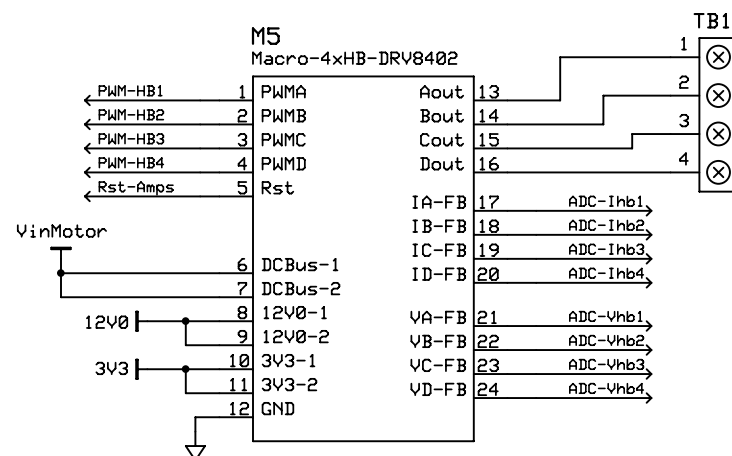 TB1
M5
Macro-4xHB-DRV8402
1
2
3
4
PWM-HB1 1 PWMA Aout 13
PWM-HB2 2 PWMB Bout 14
PWM-HB3 3 PWMC Cout 15
PWM-HB4 4 PWMD Dout 16
Rst-Amps 5 Rst
IA-FB 17 ADC-Ihb1
IB-FB 18 ADC-Ihb2
IC-FB 19 ADC-Ihb3
ID-FB 20 ADC-Ihb4
VinMotor
6 DCBus-1
7 DCBus-2
12V0 8 12V0-1
9 12V0-2
3V3 10 3V3-1
11 3V3-2
12 GND
VA-FB 21 ADC-Vhb1
VB-FB 22 ADC-Vhb2
VC-FB 23 ADC-Vhb3
VD-FB 24 ADC-Vhb4